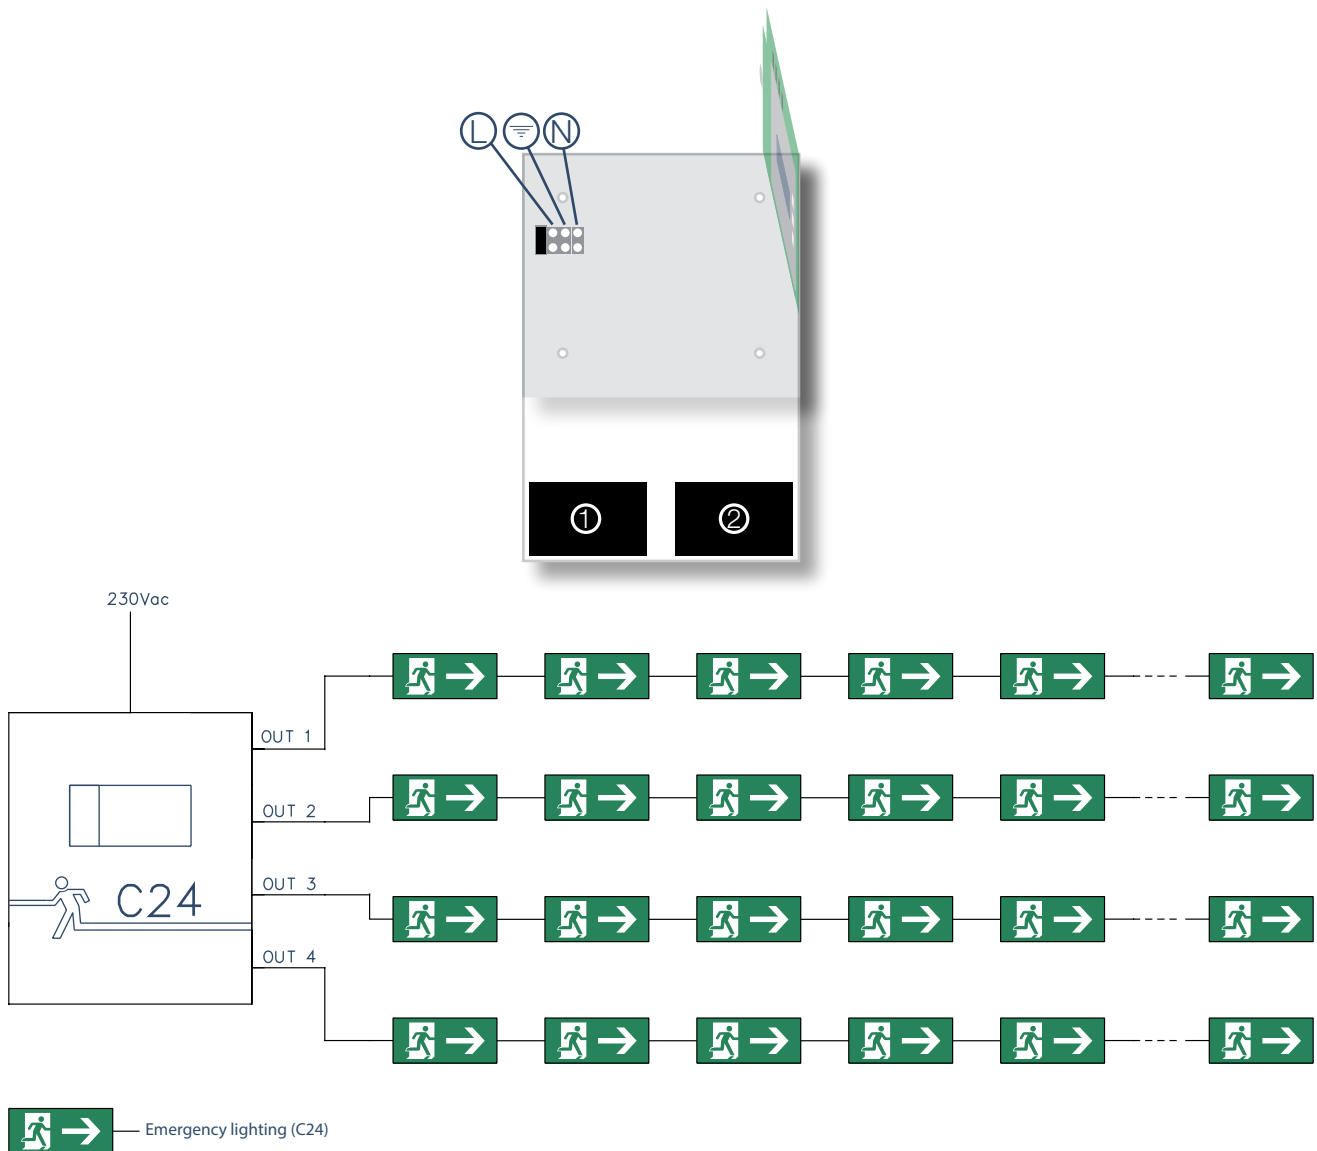 L N
1 2
230Vac
OUT 1
OUT 2
OUT 3
C24
OUT 4
Emergency lighting (C24)